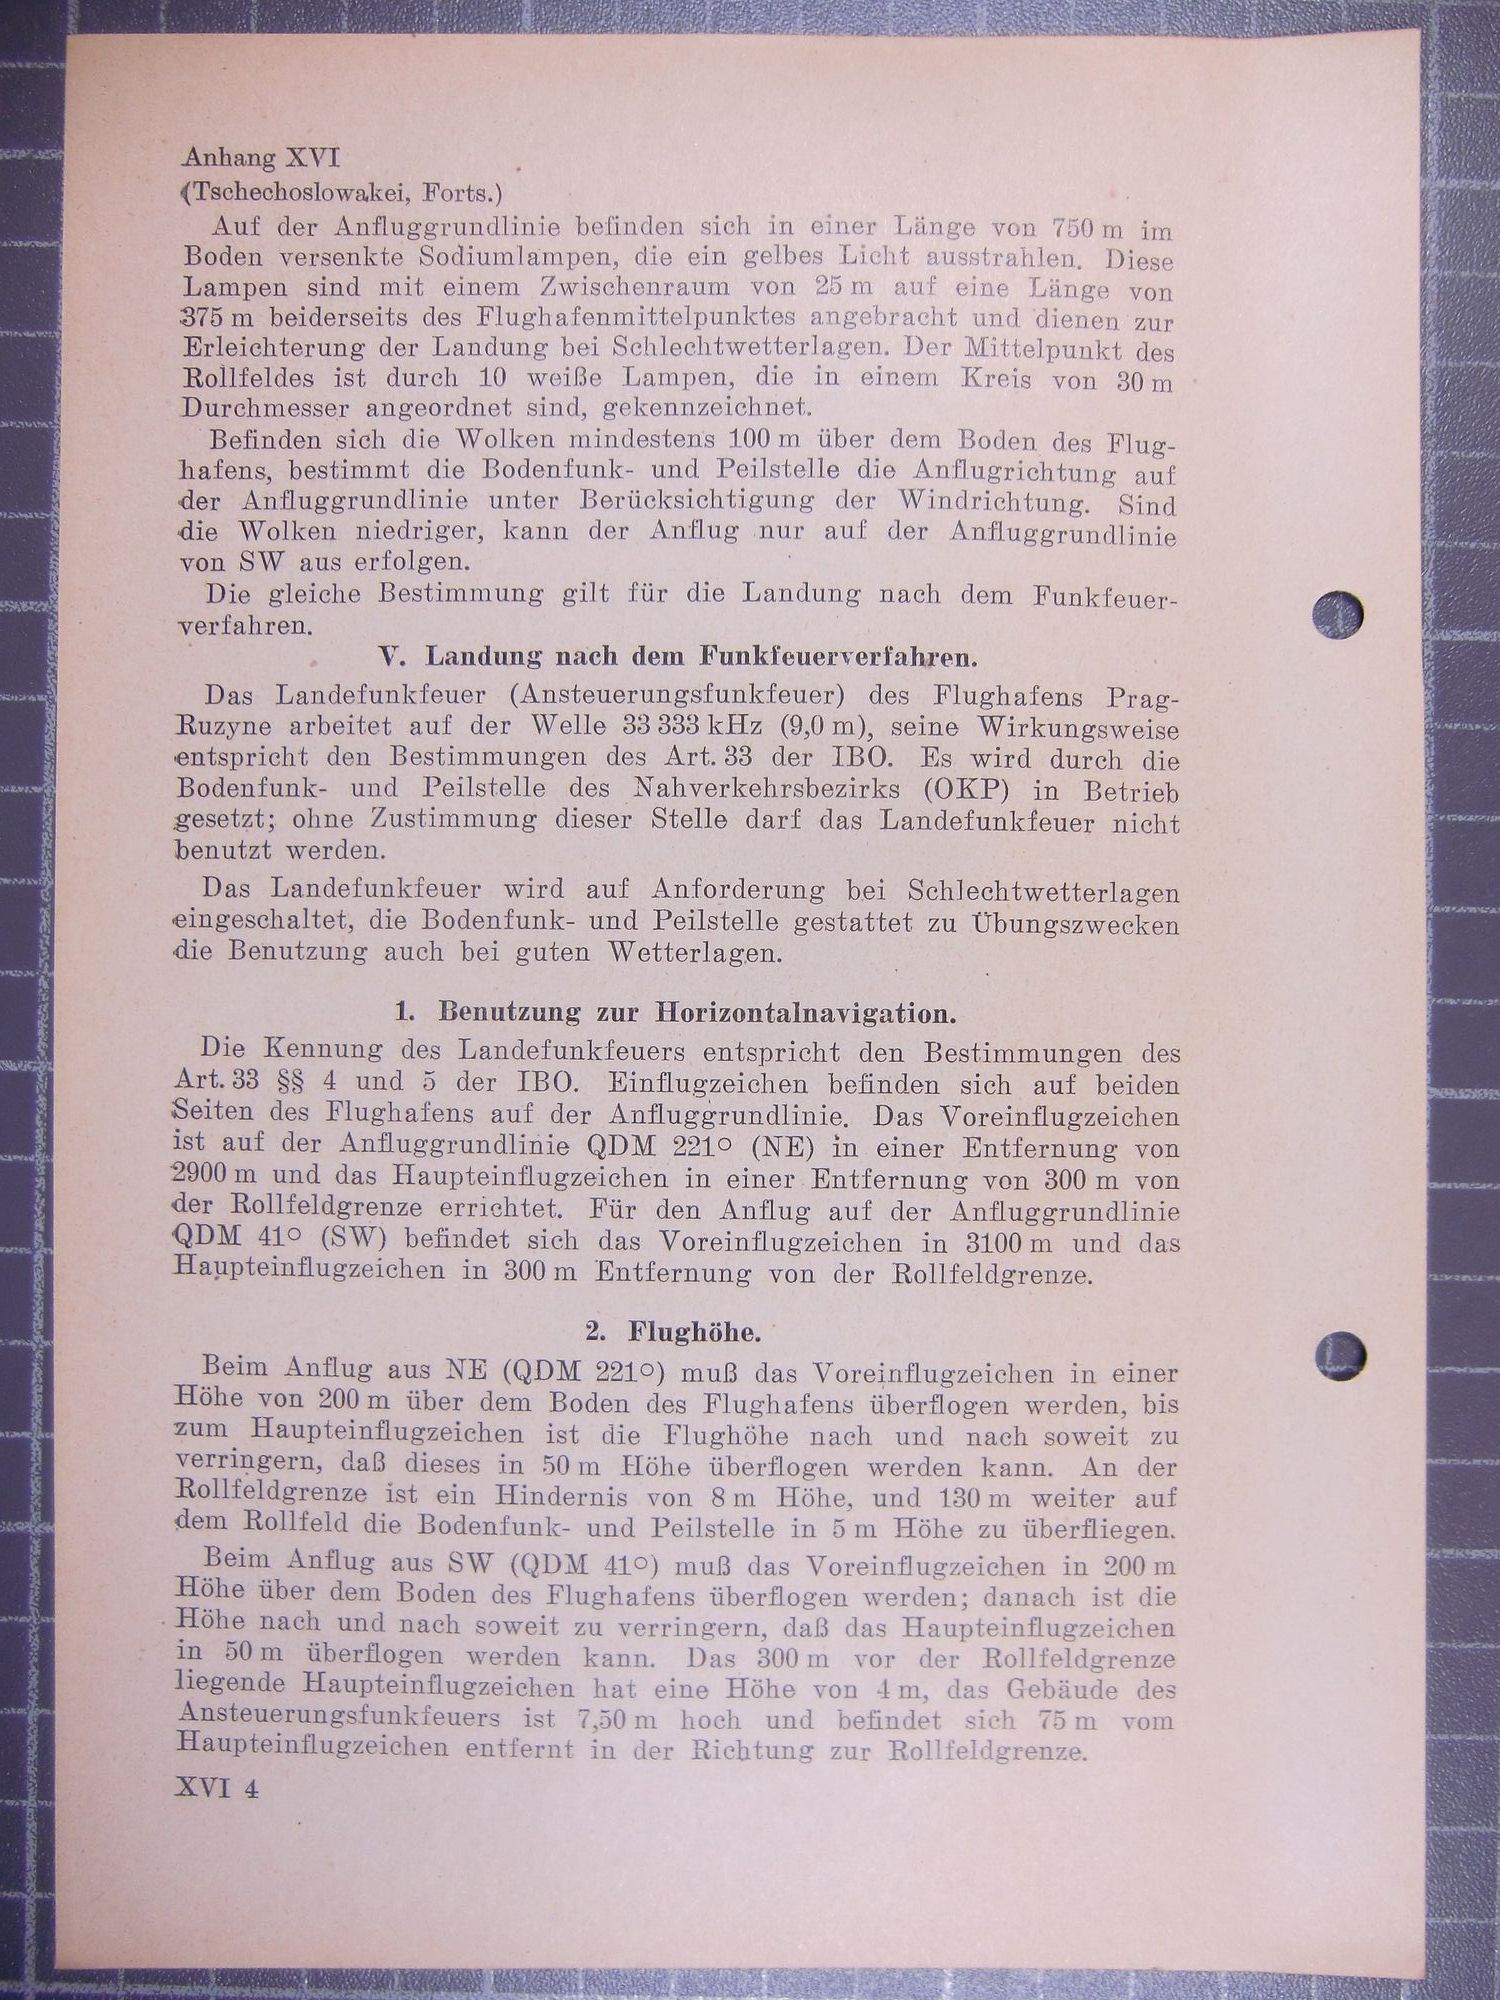 Anhang XVI
(Tschechoslowakei, Forts.)
Auf der Anfluggrundlinie befinden sich in einer Länge von 750 m im
Boden versenkte Sodiumlampen, die ein gelbes Licht ausstrahlen. Diese
Lampen sind mit einem Zwischenraum von 25 m auf eine Länge von
375 m beiderseits des Flughafenmittelpunktes angebracht und dienen zur
Erleichterung der Landung bei Schlechtwetterlagen. Der Mittelpunkt des
Rollfeldes ist durch 10 weiße Lampen, die in einem Kreis von 30 m
Durchmesser angeordnet sind, gekennzeichnet.
Befinden sich die Wolken mindestens 100 m über dem Boden des Flug-
hafens, bestimmt die Bodenfunk- und Peilstelle die Anflugrichtung auf
der Anfluggrundlinie unter Berücksichtigung der Windrichtung. Sind
die Wolken niedriger, kann der Anflug nur auf der Anfluggrundlinie
von SW aus erfolgen.
Die gleiche Bestimmung gilt für die Landung nach dem Funkfeuer-
verfahren.
V. Landung nach dem Funkfeuerverfahren.
Das Landefunkfeuer (Ansteuerungsfunkfeuer) des Flughafens Prag-
Ruzyne arbeitet auf der Welle 33 333 kHz (9,0 m), seine Wirkungsweise
entspricht den Bestimmungen des Art. 33 der IBO. Es wird durch die
Bodenfunk- und Peilstelle des Nahverkehrsbezirks (OKP) in Betrieb
gesetzt; ohne Zustimmung dieser Stelle darf das Landefunkfeuer nicht
benutzt werden.
Das Landefunkfeuer wird auf Anforderung bei Schlechtwetterlagen
eingeschaltet, die Bodenfunk- und Peilstelle gestattet zu Übungszwecken
die Benutzung auch bei guten Wetterlagen.
1. Benutzung zur Horizontalnavigation.
Die Kennung des Landefunkfeuers entspricht den Bestimmungen des
Art. 33 §§ 4 und 5 der IBO. Einflugzeichen befinden sich auf beiden
Seiten des Flughafens auf der Anfluggrundlinie. Das Voreinflugzeichen
ist auf der Anfluggrundlinie QDM 221° (NE) in einer Entfernung von
2900 m und das Haupteinflugzeichen in einer Entfernung von 300 m von
der Rollfeldgrenze errichtet. Für den Anflug auf der Anfluggrundlinie
QDM 41° (SW) befindet sich das Voreinflugzeichen in 3100 m und das
Haupteinflugzeichen in 300 m Entfernung von der Rollfeldgrenze.
2. Flughöhe.
Beim Anflug aus NE (QDM 221°) muß das Voreinflugzeichen in einer
Höhe von 200 m über dem Boden des Flughafens überflogen werden, bis
zum Haupteinflugzeichen ist die Flughöhe nach und nach soweit zu
verringern, daß dieses in 50 m Höhe überflogen werden kann. An der
Rollfeldgrenze ist ein Hindernis von 8 m Höhe, und 130 m weiter auf
dem Rollfeld die Bodenfunk- und Peilstelle in 5 m Höhe zu überfliegen.
Beim Anflug aus SW (QDM 41°) muß das Voreinflugzeichen in 200 m
Höhe über dem Boden des Flughafens überflogen werden; danach ist die
Höhe nach und nach soweit zu verringern, daß das Haupteinflugzeichen
in 50 m überflogen werden kann. Das 300 m vor der Rollfeldgrenze
liegende Haupteinflugzeichen hat eine Höhe von 4 m, das Gebäude des
Ansteuerungsfunkfeuers ist 7,50 m hoch und befindet sich 75 m vom
Haupteinflugzeichen entfernt in der Richtung zur Rollfeldgrenze.
XVI 4